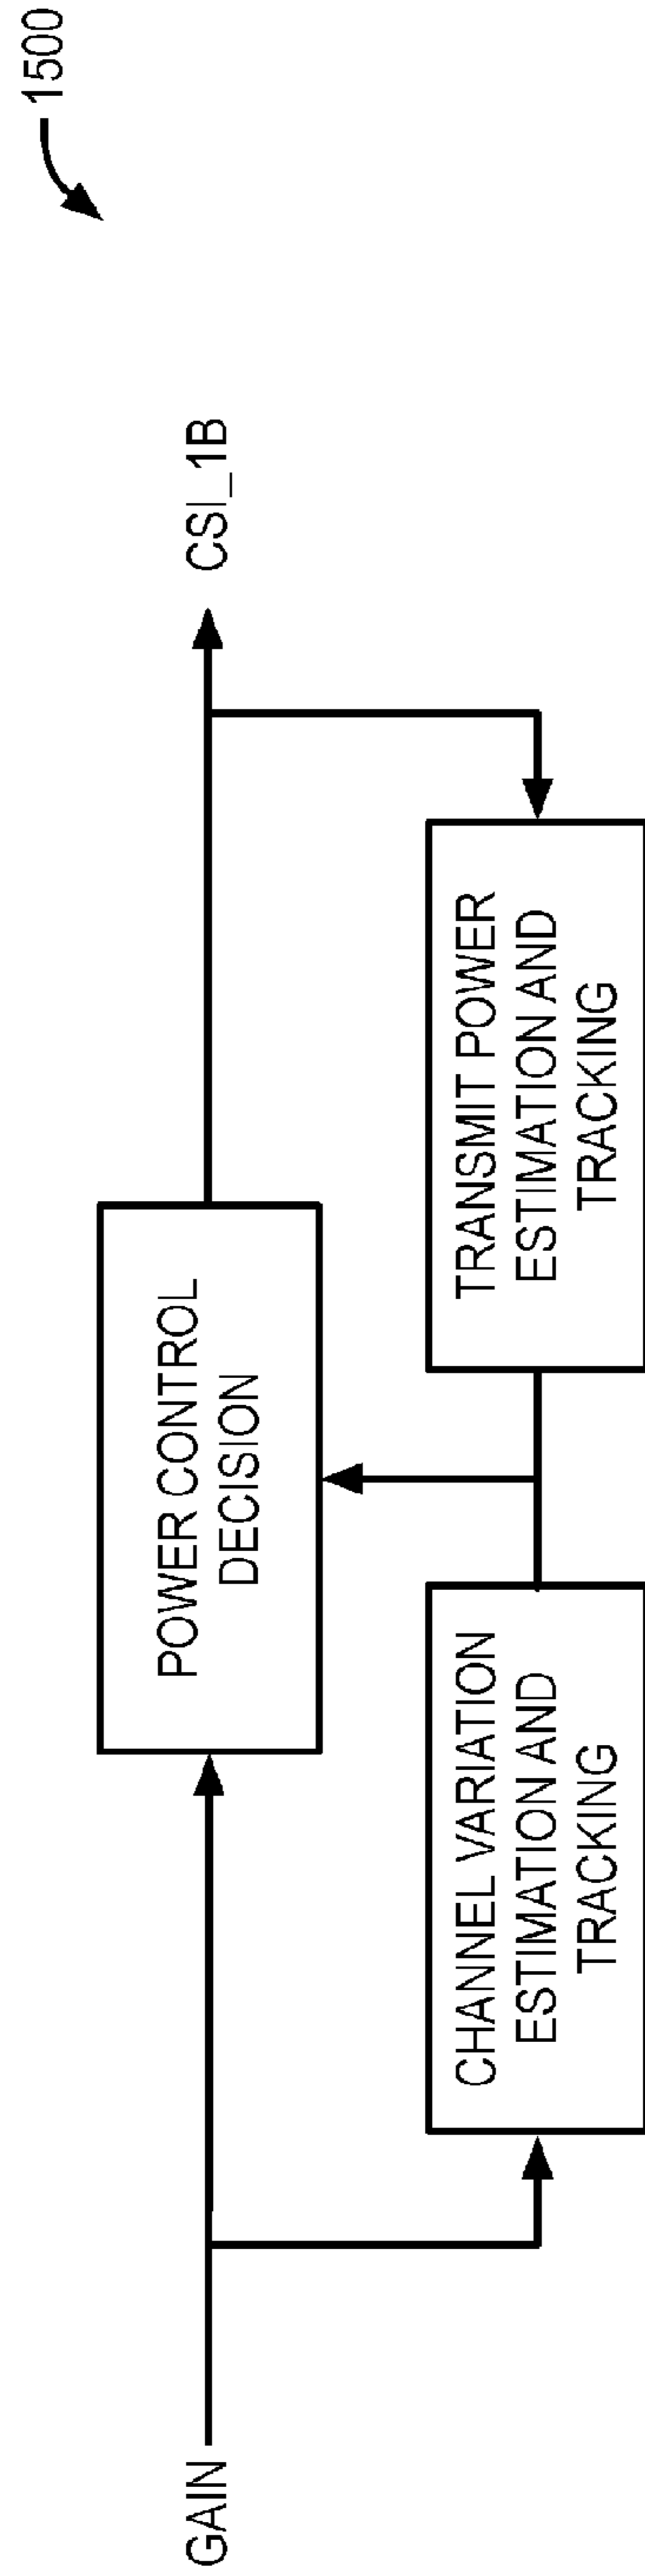 1500
GAIN
POWER CONTROL
DECISION
CSI_1B
CHANNEL VARIATION
ESTIMATION AND
TRACKING
TRANSMIT POWER
ESTIMATION AND
TRACKING